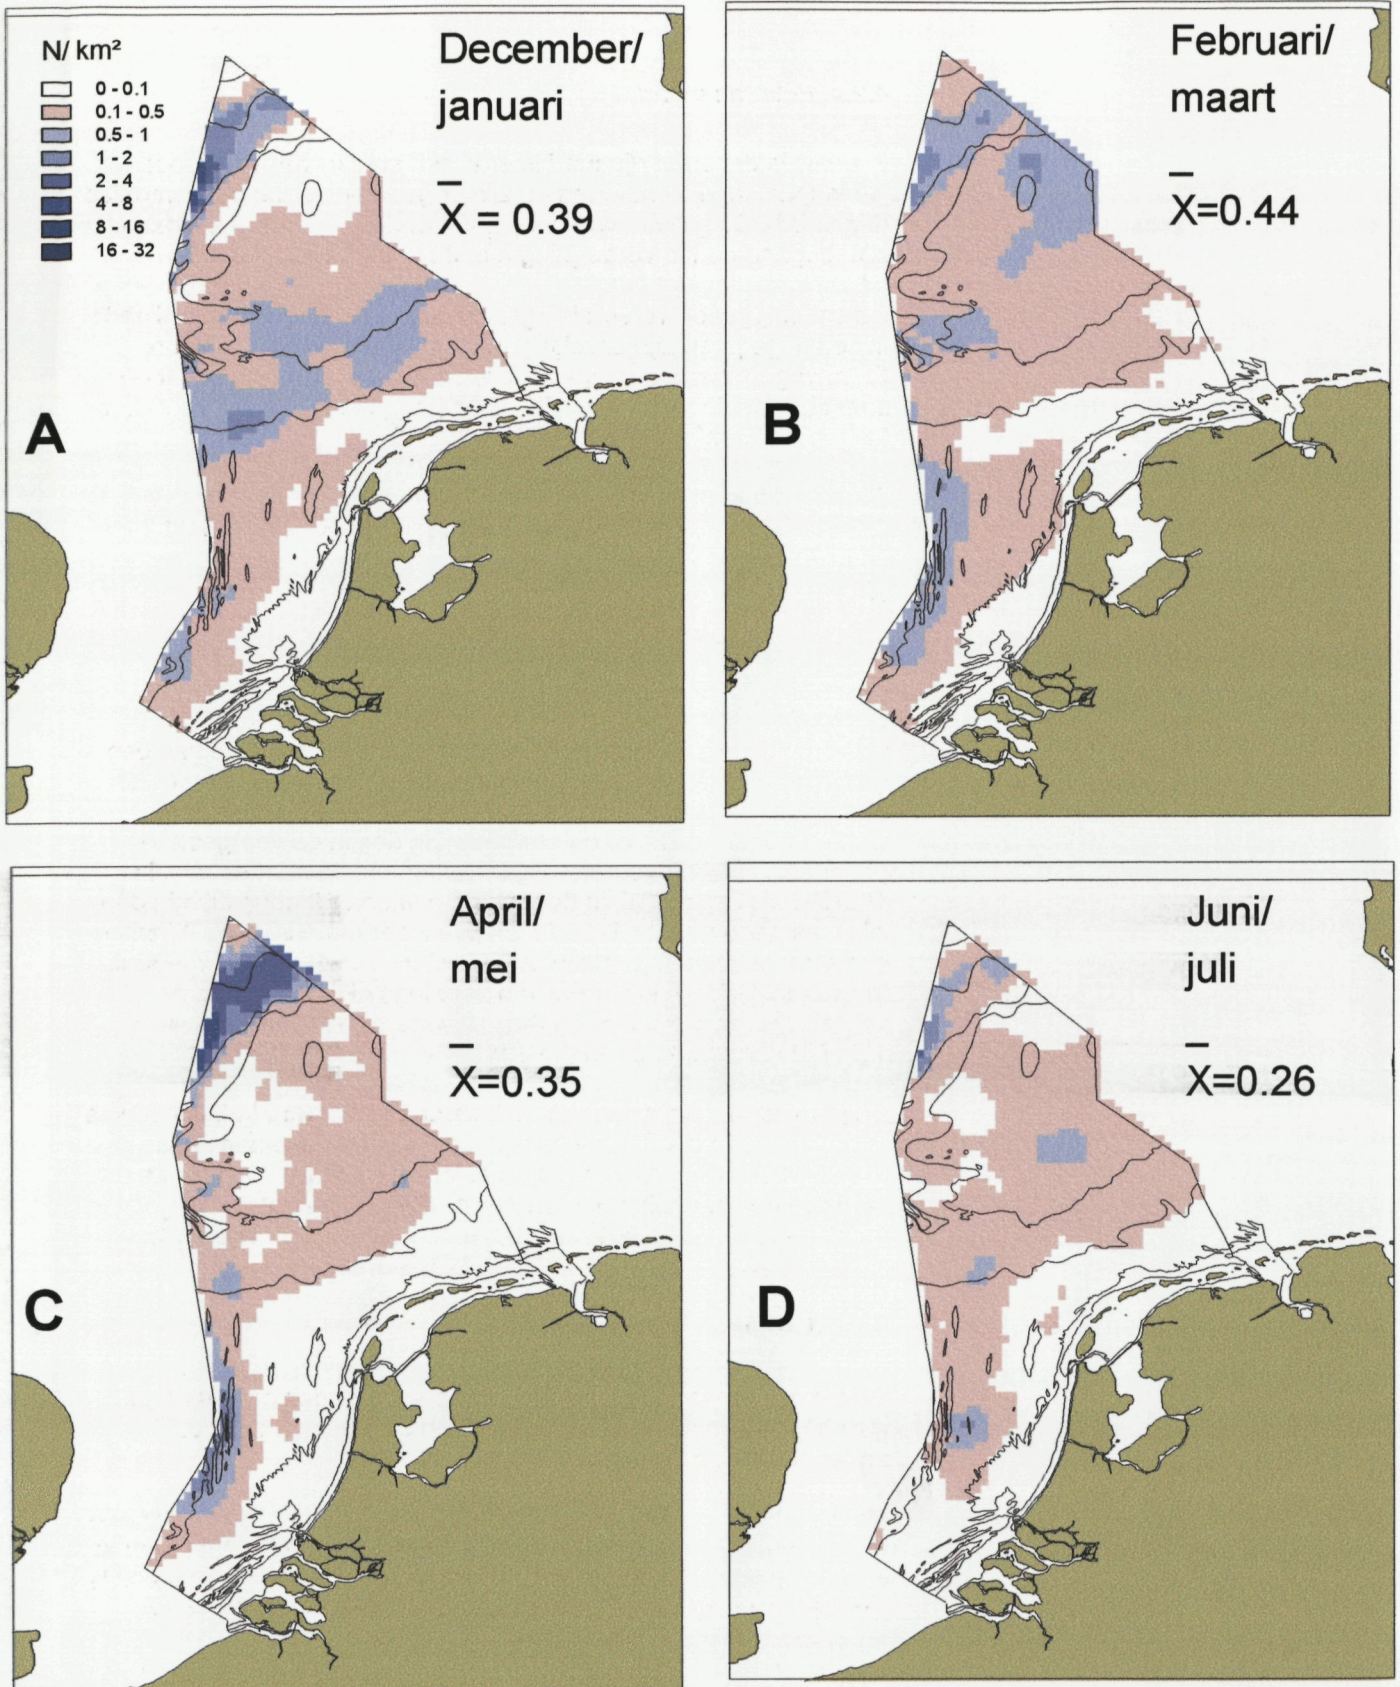 N/ km²
0 - 0.1
0.1 - 0.5
0.5 - 1
1 - 2
2 - 4
4 - 8
8 - 16
16 - 32
December/
januari
X̅ = 0.39
A
Februari/
maart
X̅=0.44
B
April/
mei
X̅=0.35
C
Juni/
juli
X̅=0.26
D